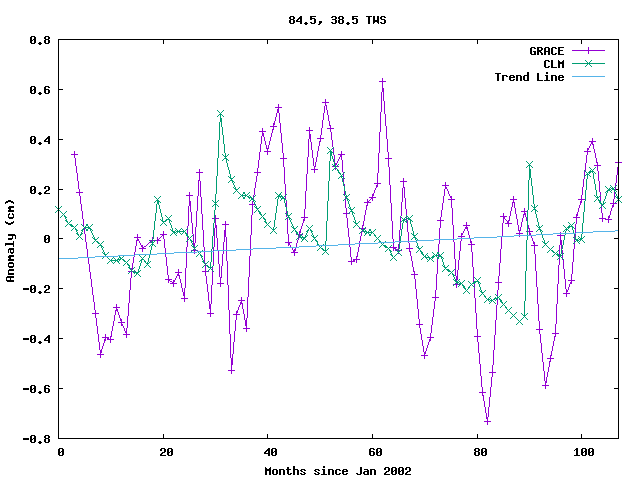 84.5, 38.5 TWS
GRACE
CLM
Trend Line
0.8
0.6
0.4
0.2
0
-0.2
-0.4
-0.6
-0.8
Anomaly (cm)
0 20 40 60 80 100
Months since Jan 2002